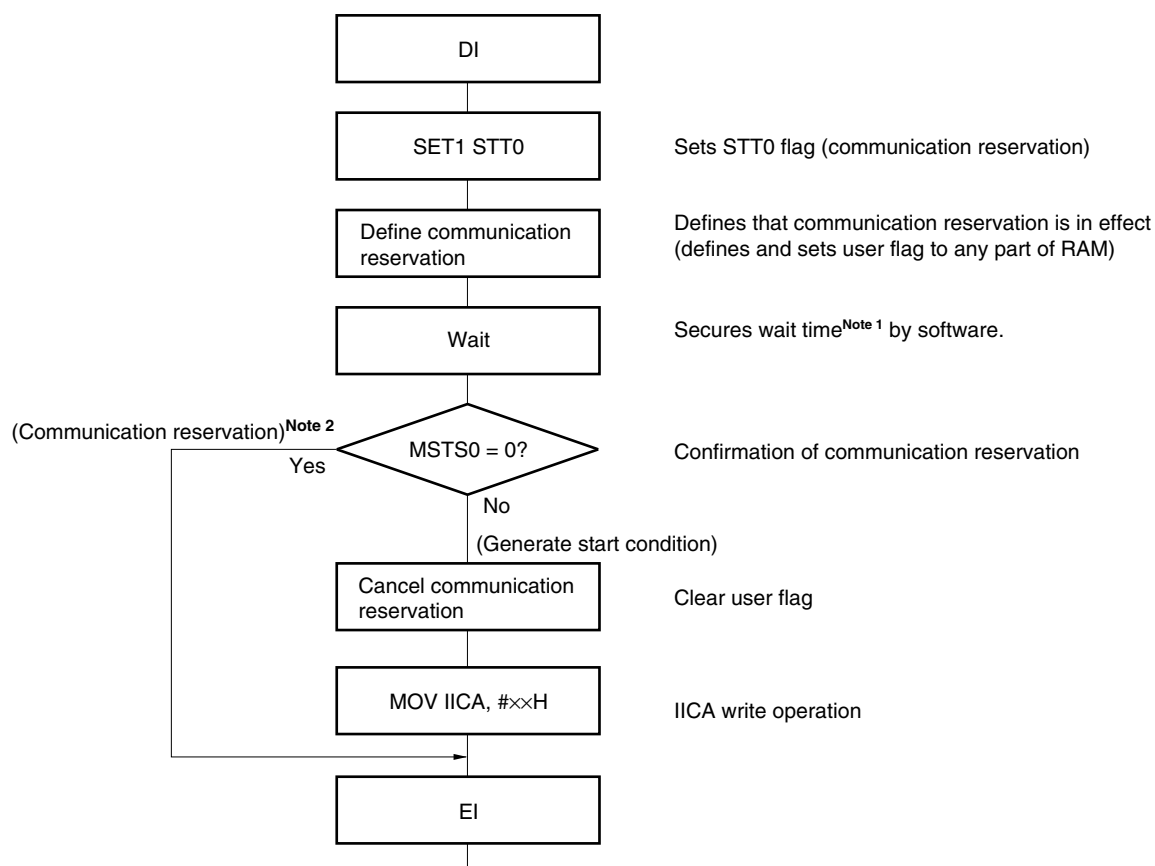 DI
SET1 STT0
Sets STT0 flag (communication reservation)
Define communication
reservation
Defines that communication reservation is in effect
(defines and sets user flag to any part of RAM)
Wait
Secures wait timeNote 1 by software.
(Communication reservation)Note 2
Yes
MSTS0 = 0?
Confirmation of communication reservation
No
(Generate start condition)
Cancel communication
reservation
Clear user flag
MOV IICA, #××H
IICA write operation
EI